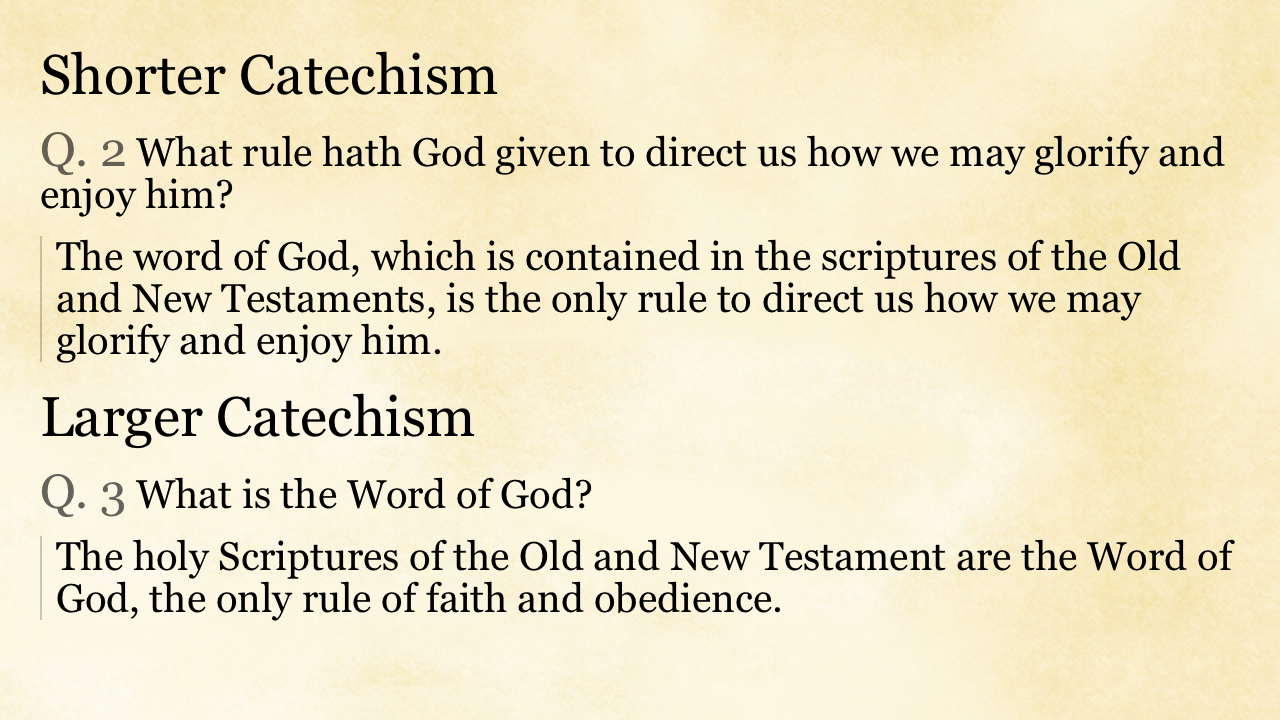 Shorter Catechism
Q. 2 What rule hath God given to direct us how we may glorify and
enjoy him?
The word of God, which is contained in the scriptures of the Old
and New Testaments, is the only rule to direct us how we may
glorify and enjoy him.
Larger Catechism
Q. 3 What is the Word of God?
The holy Scriptures of the Old and New Testament are the Word of
God, the only rule of faith and obedience.